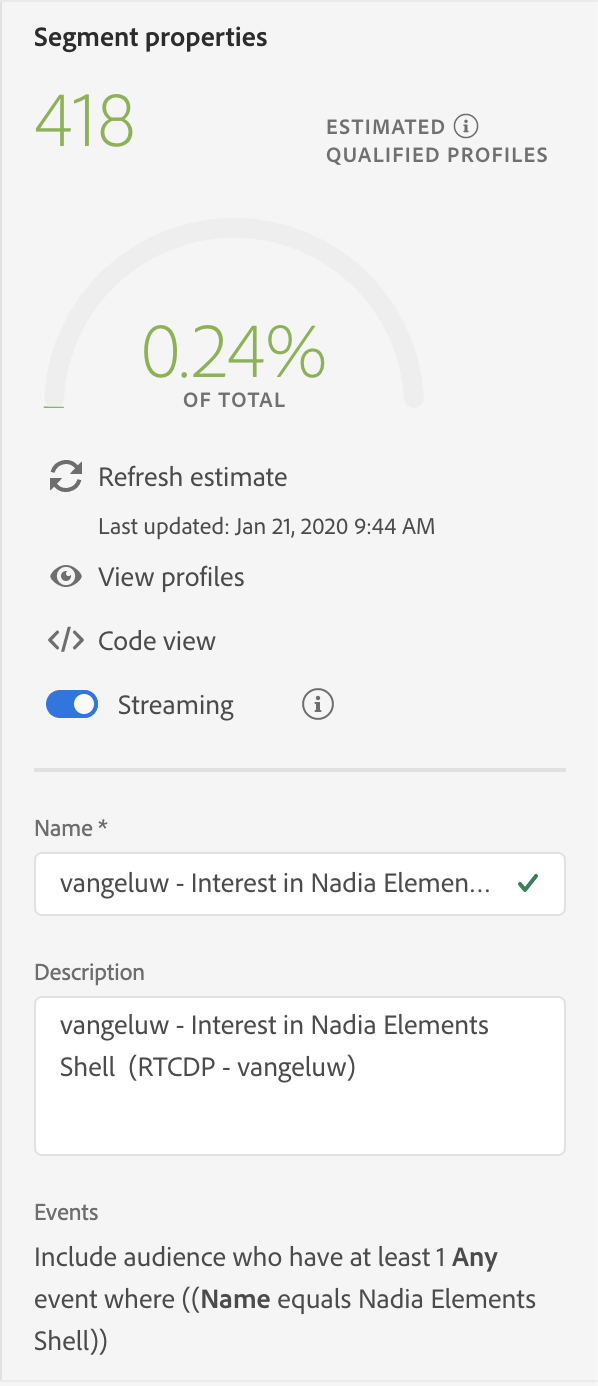 Segment properties
418
ESTIMATED
QUALIFIED PROFILES
0.24%
OF TOTAL
Refresh estimate
Last updated: Jan 21, 2020 9:44 AM
View profiles
</> Code view
Streaming
Name *
vangeluw - Interest in Nadia Elemen...
Description
vangeluw - Interest in Nadia Elements
Shell  (RTCDP - vangeluw)
Events
Include audience who have at least 1 Any
event where ((Name equals Nadia Elements
Shell))